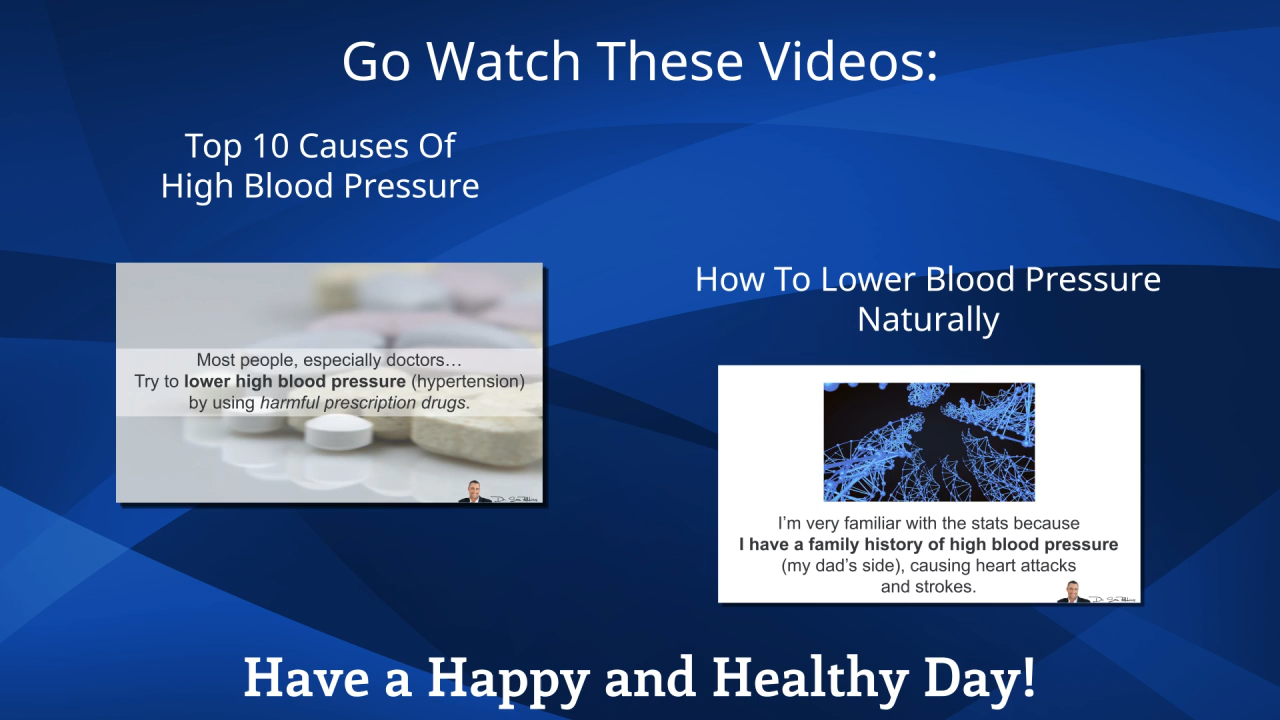 Go Watch These Videos:
Top 10 Causes Of
High Blood Pressure
Most people, especially doctors…
Try to lower high blood pressure (hypertension)
by using harmful prescription drugs.
How To Lower Blood Pressure
Naturally
I’m very familiar with the stats because
I have a family history of high blood pressure
(my dad’s side), causing heart attacks
and strokes.
Have a Happy and Healthy Day!